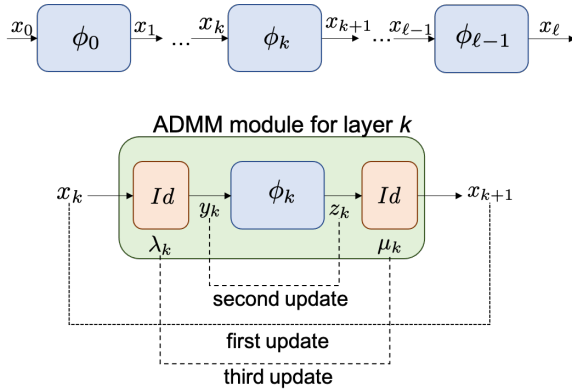 x₀ ϕ₀ x₁ ... xₖ ϕₖ xₖ₊₁ ... xℓ₋₁ ϕℓ₋₁ xℓ
ADMM module for layer k
xₖ Id yₖ ϕₖ zₖ Id xₖ₊₁
λₖ μₖ
second update
first update
third update